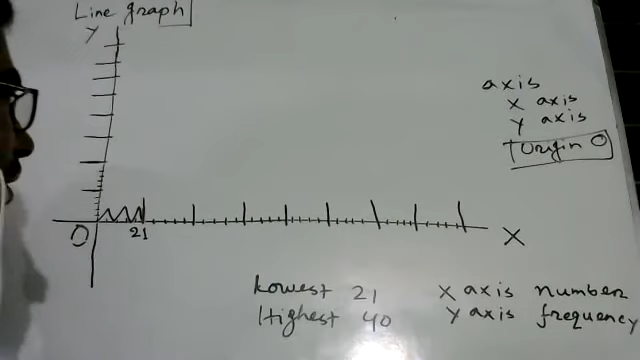 Line graph
Y
axis
X axis
Y axis
Origin O
O
21
X
Lowest 21
Highest 40
X axis number
Y axis frequency